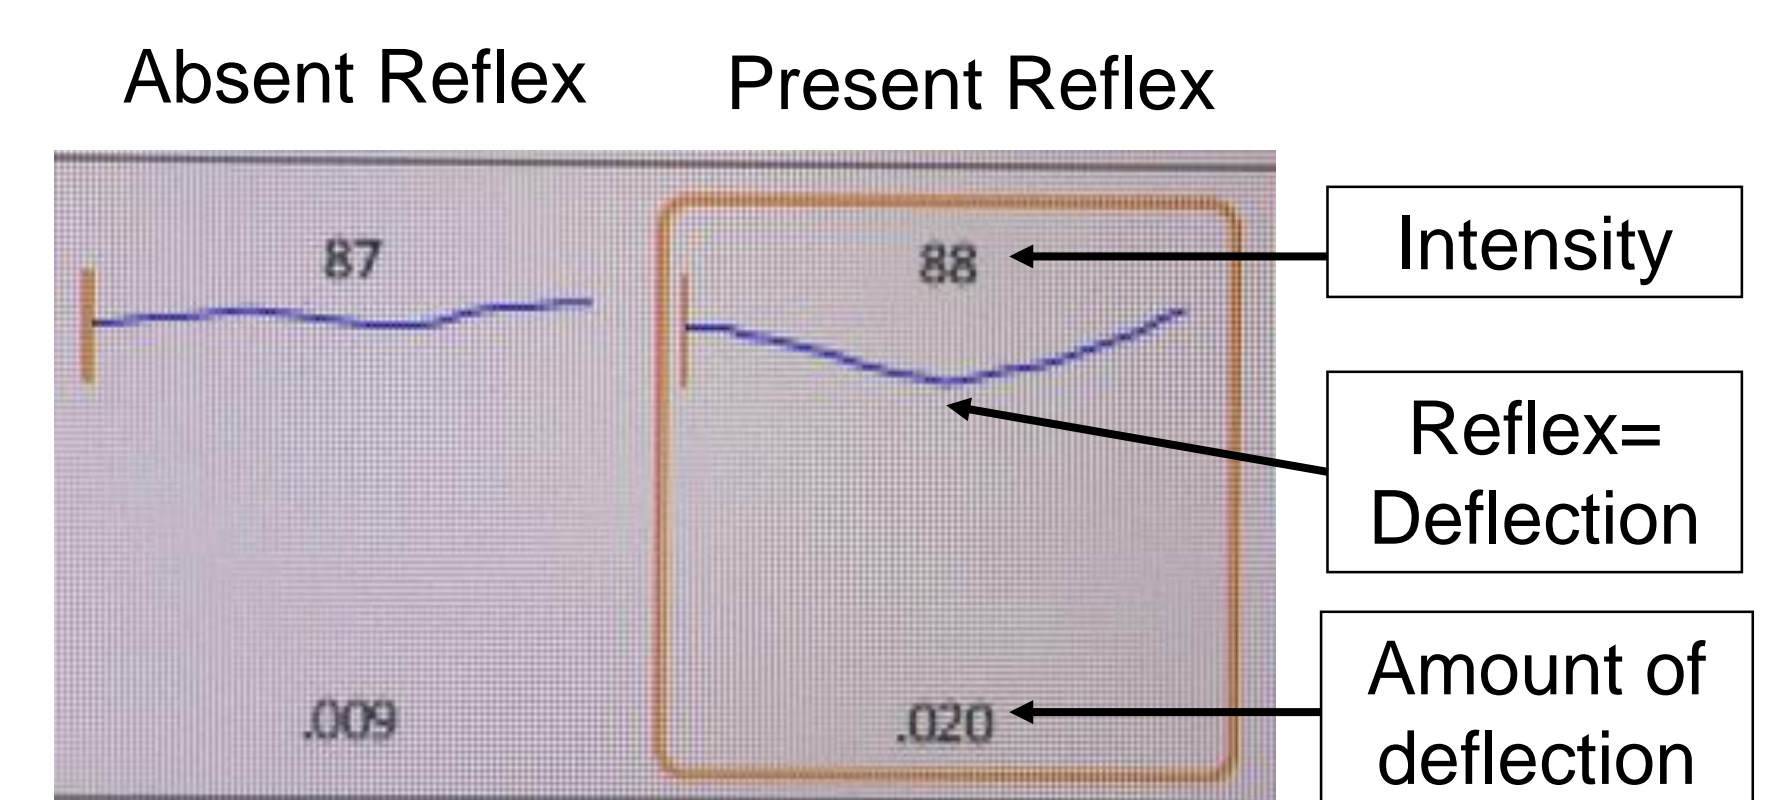 Absent Reflex
Present Reflex
87
88
Intensity
Reflex=
Deflection
.009
.020
Amount of
deflection